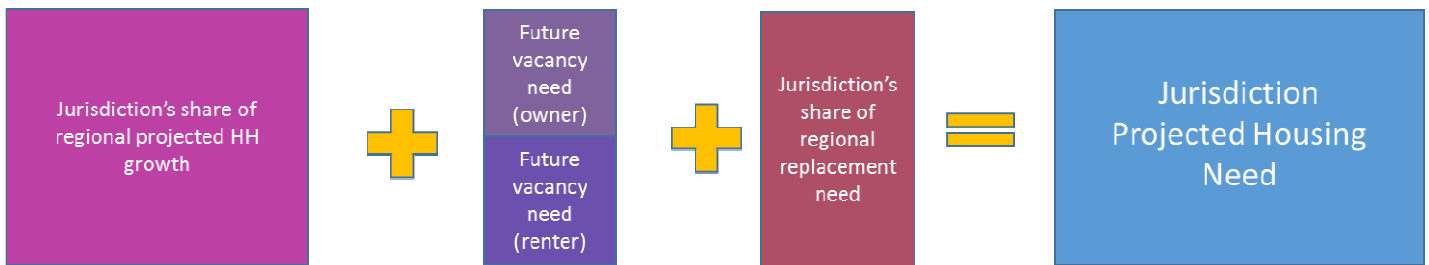 Jurisdiction's share of
regional projected HH
growth
Future
vacancy
need
(owner)
Future
vacancy
need
(renter)
Jurisdiction's
share of
regional
replacement
need
Jurisdiction
Projected Housing
Need